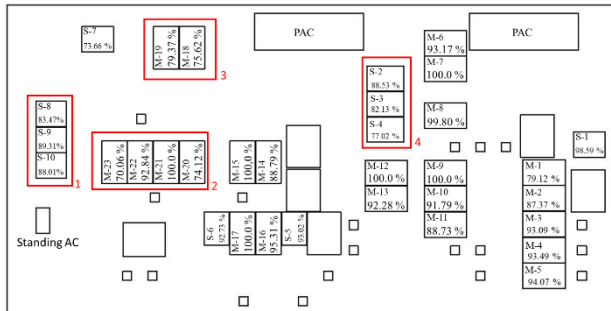 S-7
73.66 %
M-19
79.37 %
M-18
75.62 %
3
PAC
PAC
M-6
93.17 %
M-7
100.0 %
S-2
88.53 %
S-3
82.13 %
S-4
77.02 %
4
M-8
99.80 %
S-8
83.47%
S-9
89.31%
S-10
88.01%
1
M-23
70.06 %
M-22
92.84 %
M-21
100.0 %
M-20
74.12 %
2
M-15
100.0 %
M-14
88.79 %
M-12
100.0 %
M-13
92.28 %
M-9
100.0 %
M-10
91.79 %
M-11
88.73 %
S-1
98.59 %
M-1
79.12 %
M-2
87.37 %
M-3
93.09 %
M-4
93.49 %
M-5
94.07 %
Standing AC
S-6
92.73 %
M-17
100.0 %
M-16
95.31 %
S-5
93.02 %